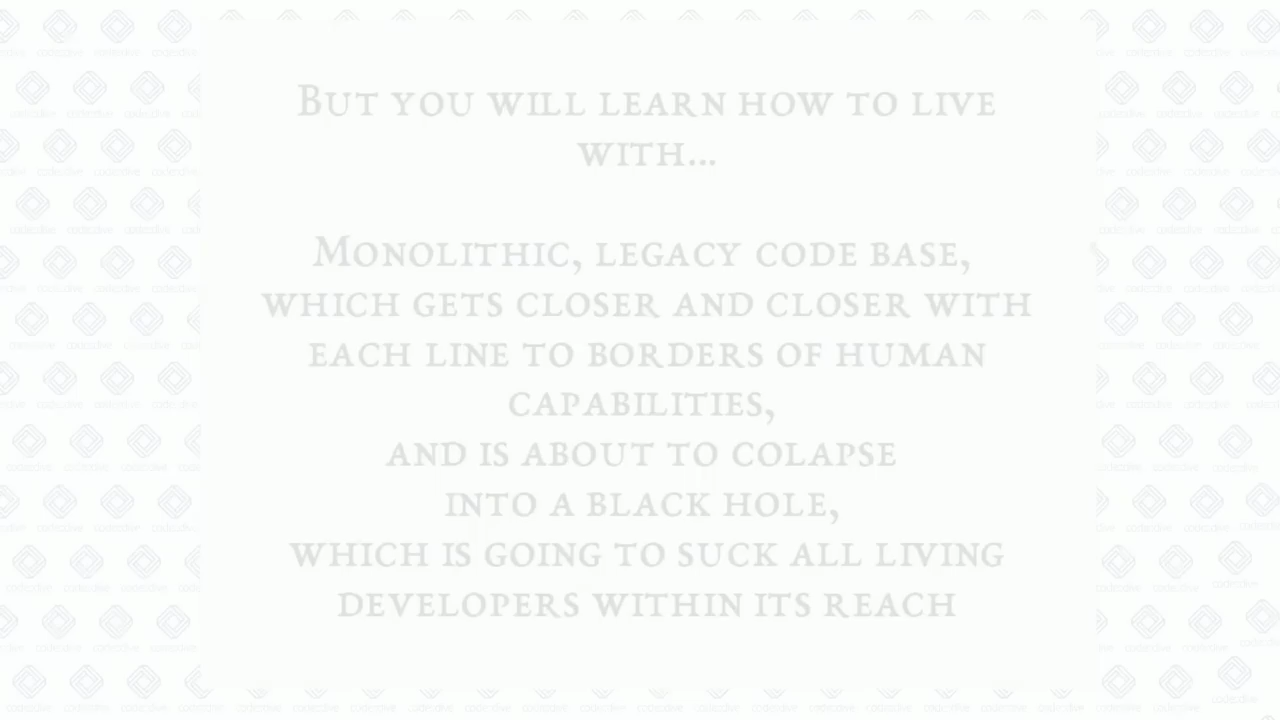 But you will learn how to live
with...
Monolithic, legacy code base,
which gets closer and closer with
each line to borders of human
capabilities,
and is about to colapse
into a black hole,
which is going to suck all living
developers within its reach